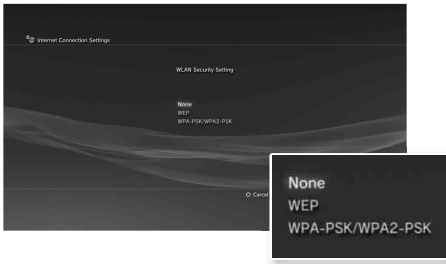 Internet Connection Settings
WLAN Security Setting
None
WEP
WPA-PSK/WPA2-PSK
Cancel
None
WEP
WPA-PSK/WPA2-PSK